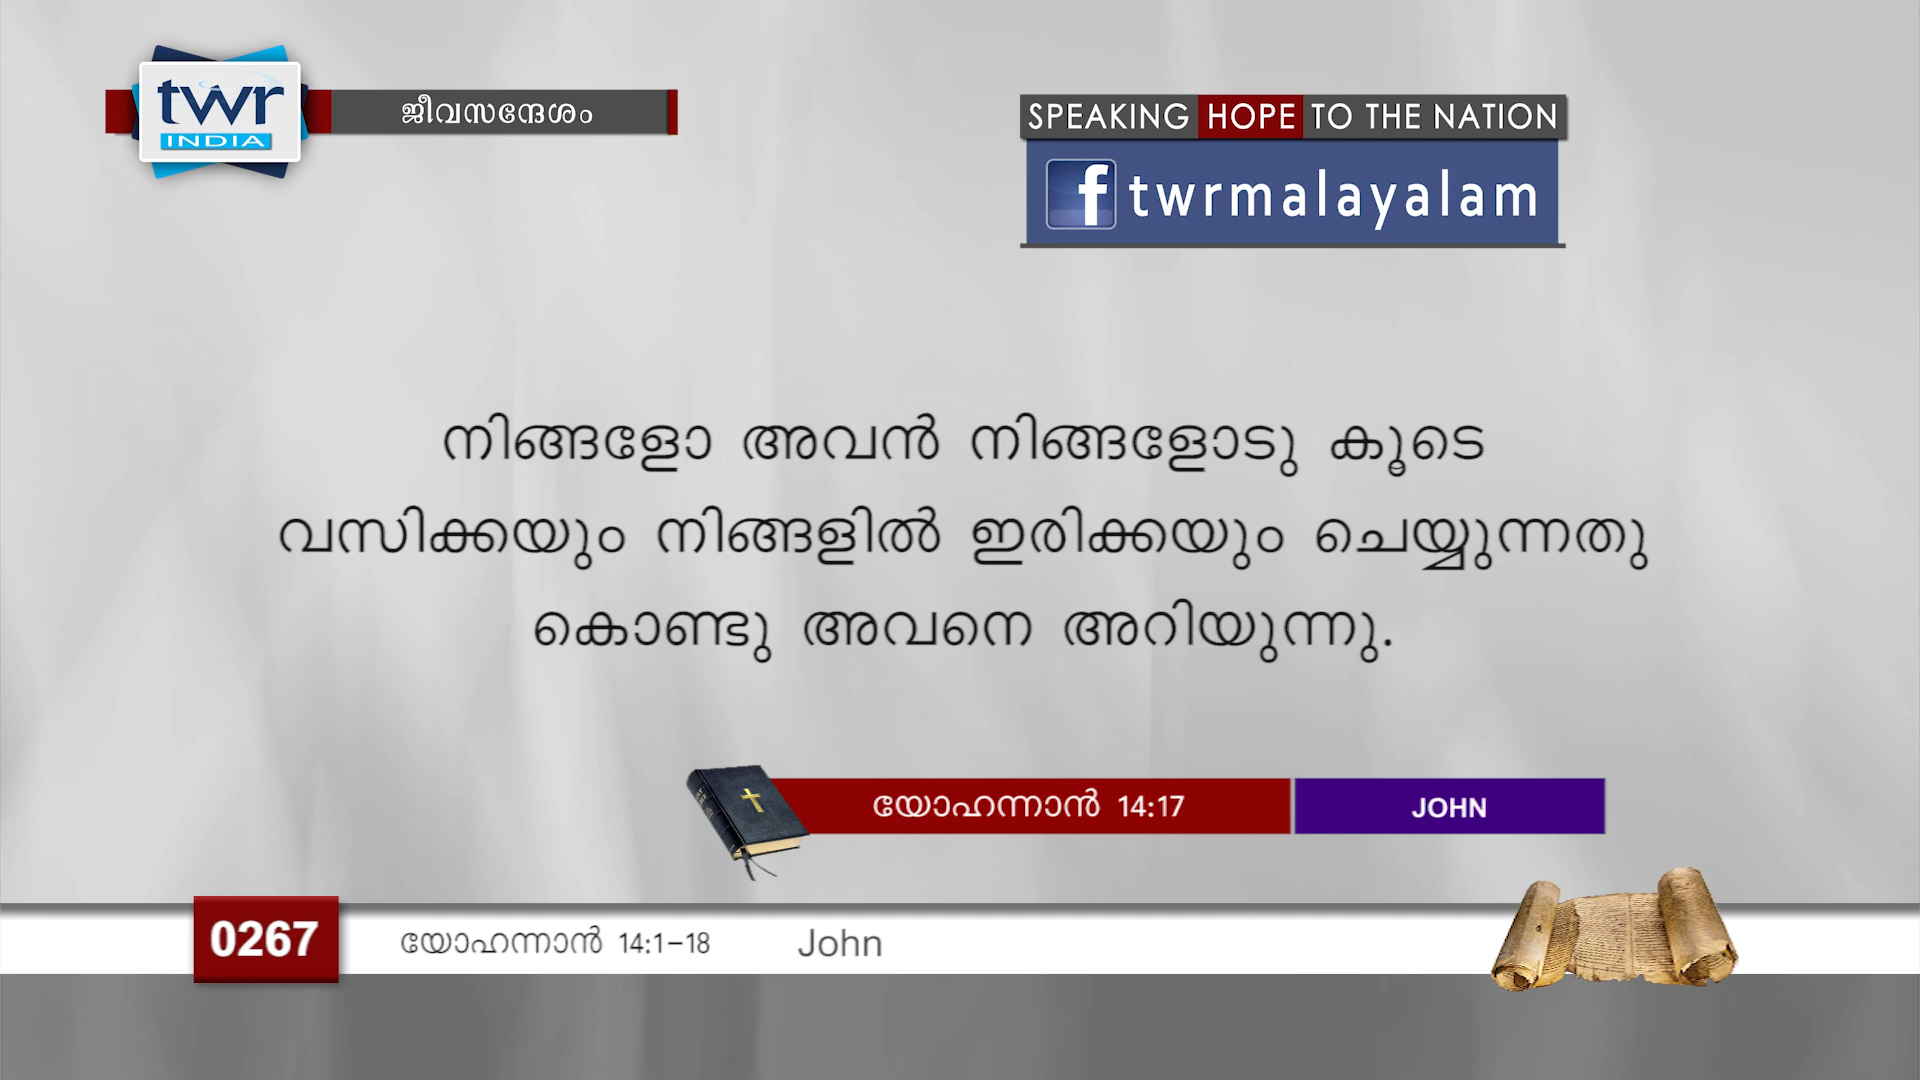 twr
INDIA
ജീവസന്ദേശം
SPEAKING HOPE TO THE NATION
f twrmalayalam
നിങ്ങളോ അവൻ നിങ്ങളോടു കൂടെ
വസിക്കയും നിങ്ങളിൽ ഇരിക്കയും ചെയ്യുന്നതു
കൊണ്ടു അവനെ അറിയുന്നു.
യോഹന്നാൻ 14:17
JOHN
0267
യോഹന്നാൻ 14:1-18
John